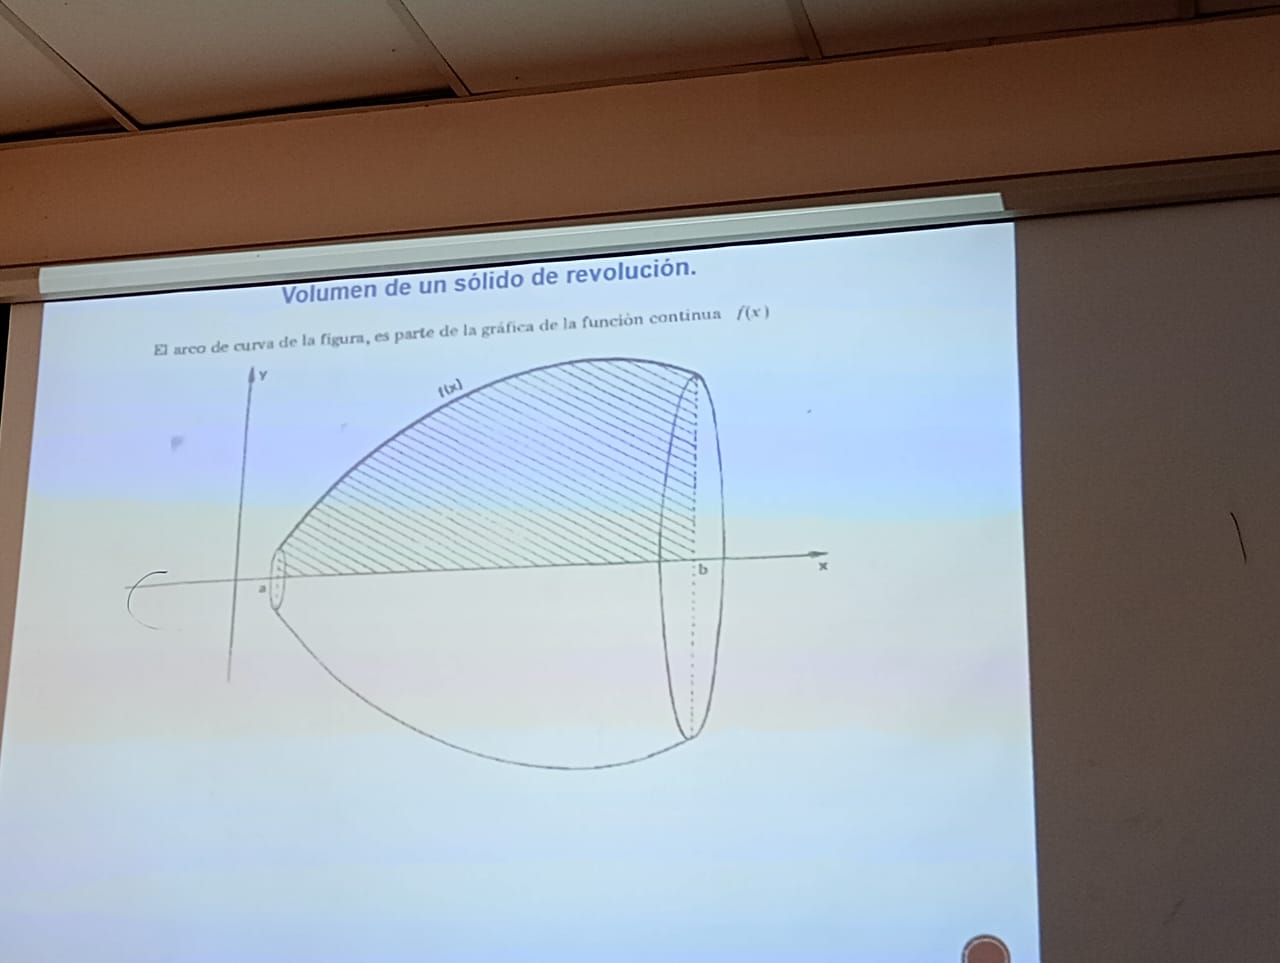 Volumen de un sólido de revolución.
El arco de curva de la figura, es parte de la gráfica de la función continua f(x)
Y
f(x)
a
b
x